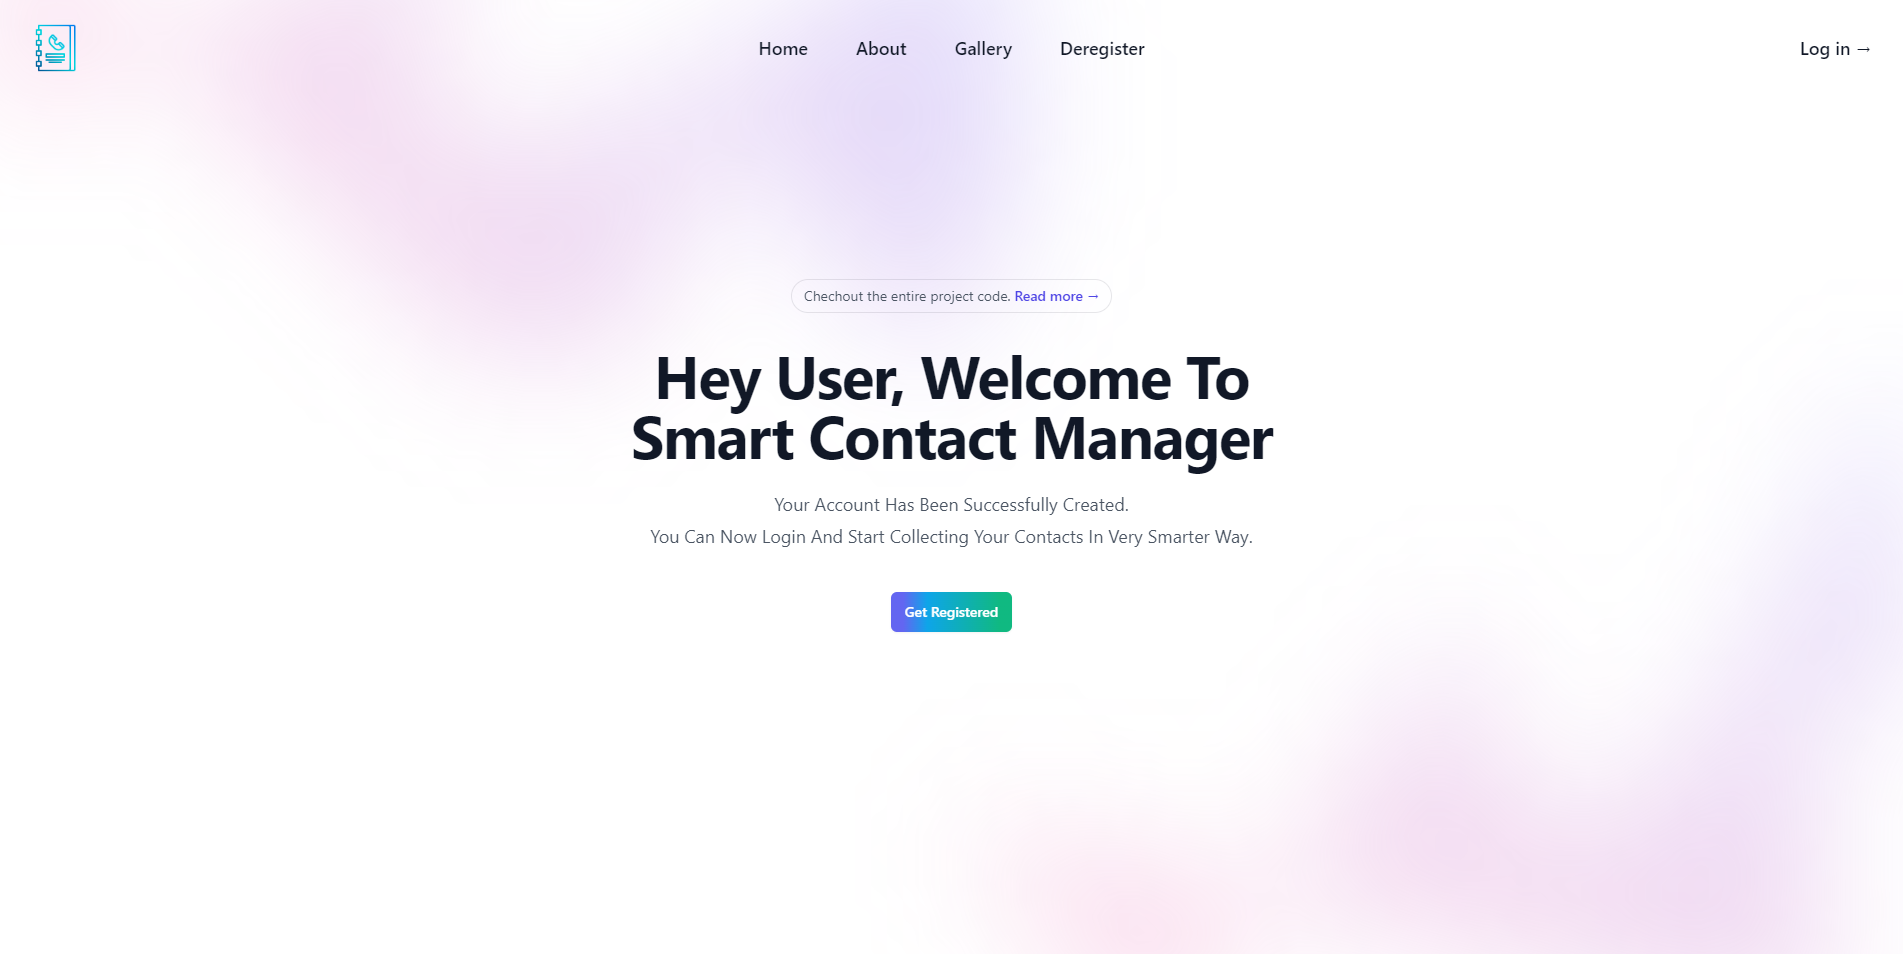 Home About Gallery Deregister Log in →
Chechout the entire project code. Read more →
Hey User, Welcome To
Smart Contact Manager
Your Account Has Been Successfully Created.
You Can Now Login And Start Collecting Your Contacts In Very Smarter Way.
Get Registered